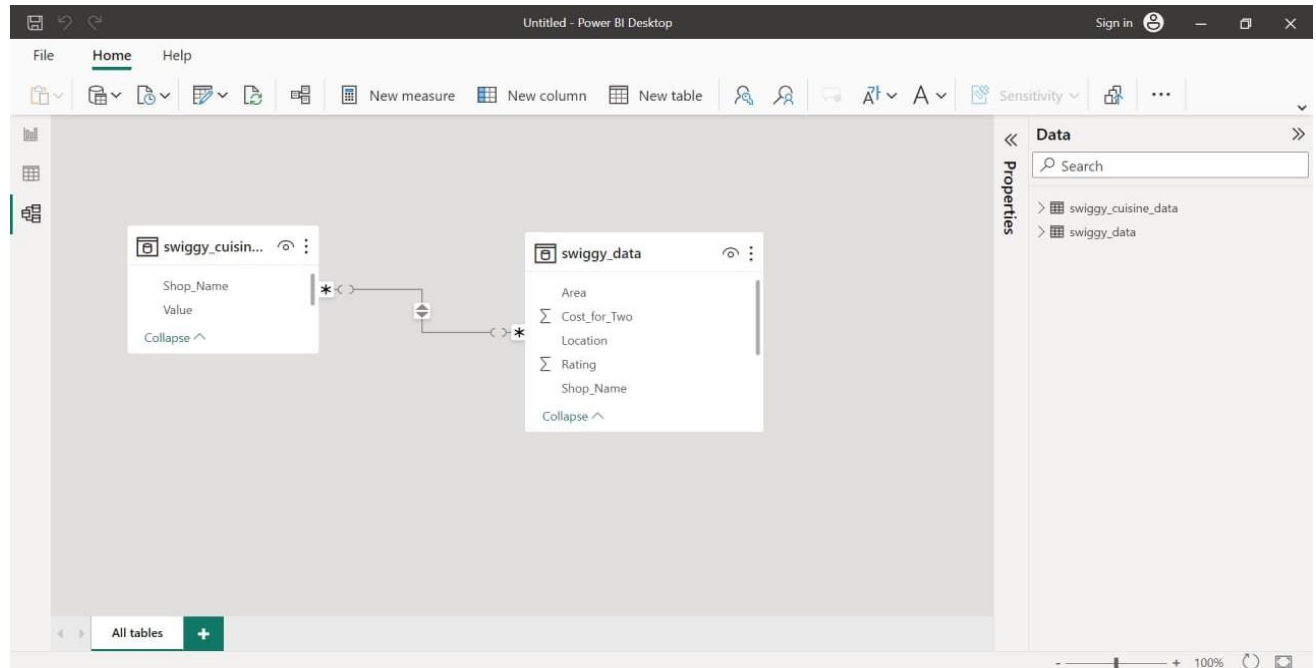 Untitled - Power BI Desktop
Sign in
File Home Help
New measure New column New table Sensitivity
Data
Search
Properties
swiggy_cuisine_data
swiggy_data
swiggy_cuisin...
Shop_Name
Value
Collapse
*
*
swiggy_data
Area
Σ Cost_for_Two
Location
Σ Rating
Shop_Name
Collapse
All tables +
- + 100%